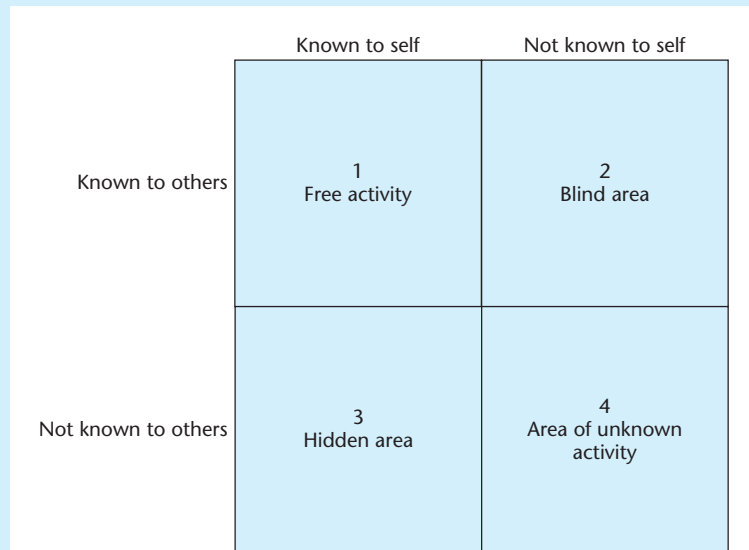 Known to self
Not known to self
Known to others
1
Free activity
2
Blind area
Not known to others
3
Hidden area
4
Area of unknown
activity